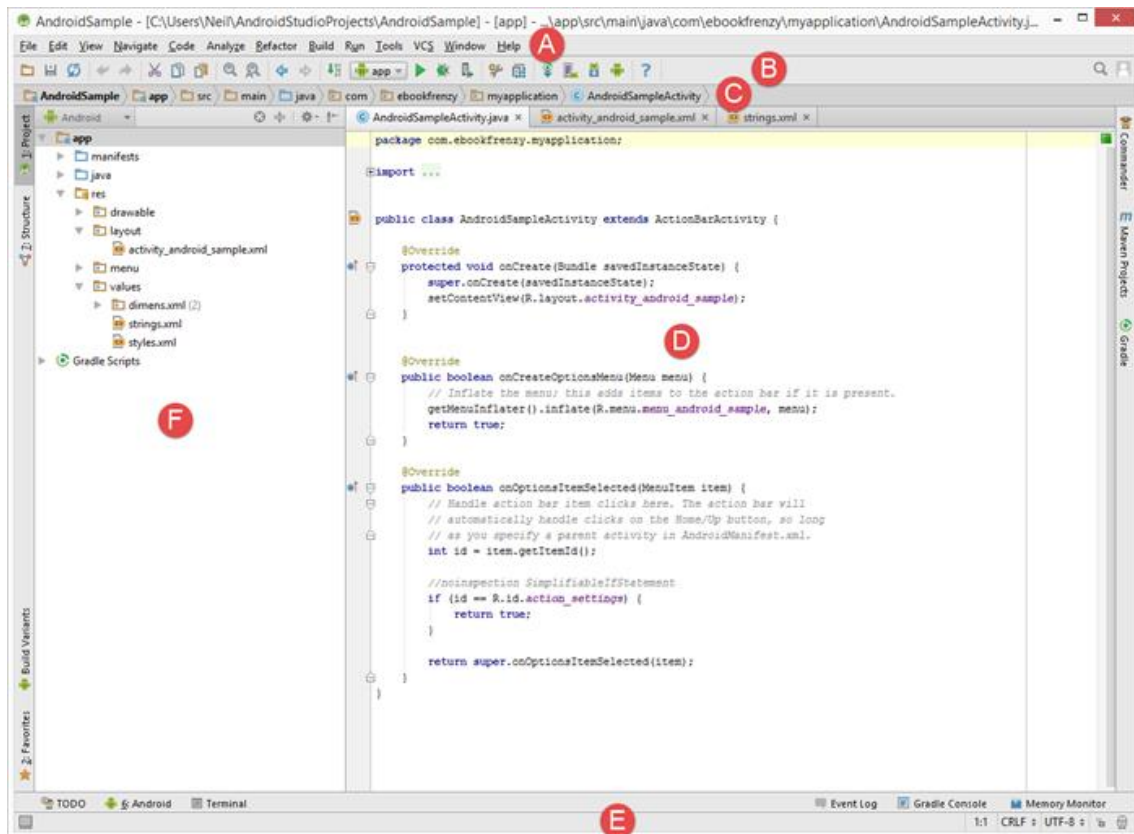 AndroidSample - [C:\Users\Neil\AndroidStudioProjects\AndroidSample] - [app] - ...\app\src\main\java\com\ebookfrenzy\myapplication\AndroidSampleActivity.j...
File Edit View Navigate Code Analyze Refactor Build Run Tools VCS Window Help
A
app
?
B
AndroidSample app src main java com ebookfrenzy myapplication AndroidSampleActivity
C
Android
AndroidSampleActivity.java
activity_android_sample.xml
strings.xml
1: Project
2: Structure
Build Variants
2: Favorites
app
manifests
java
res
drawable
layout
activity_android_sample.xml
menu
values
dimens.xml (2)
strings.xml
styles.xml
Gradle Scripts
F
package com.ebookfrenzy.myapplication;
import ...
public class AndroidSampleActivity extends ActionBarActivity {
@Override
protected void onCreate(Bundle savedInstanceState) {
super.onCreate(savedInstanceState);
setContentView(R.layout.activity_android_sample);
}
D
@Override
public boolean onCreateOptionsMenu(Menu menu) {
// Inflate the menu; this adds items to the action bar if it is present.
getMenuInflater().inflate(R.menu.menu_android_sample, menu);
return true;
}
@Override
public boolean onOptionsItemSelected(MenuItem item) {
// Handle action bar item clicks here. The action bar will
// automatically handle clicks on the Home/Up button, so long
// as you specify a parent activity in AndroidManifest.xml.
int id = item.getItemId();
//noinspection SimplifiableIfStatement
if (id == R.id.action_settings) {
return true;
}
return super.onOptionsItemSelected(item);
}
}
Commander
m Maven Projects
Gradle
TODO 6: Android Terminal
Event Log Gradle Console Memory Monitor
E
1:1 CRLF UTF-8